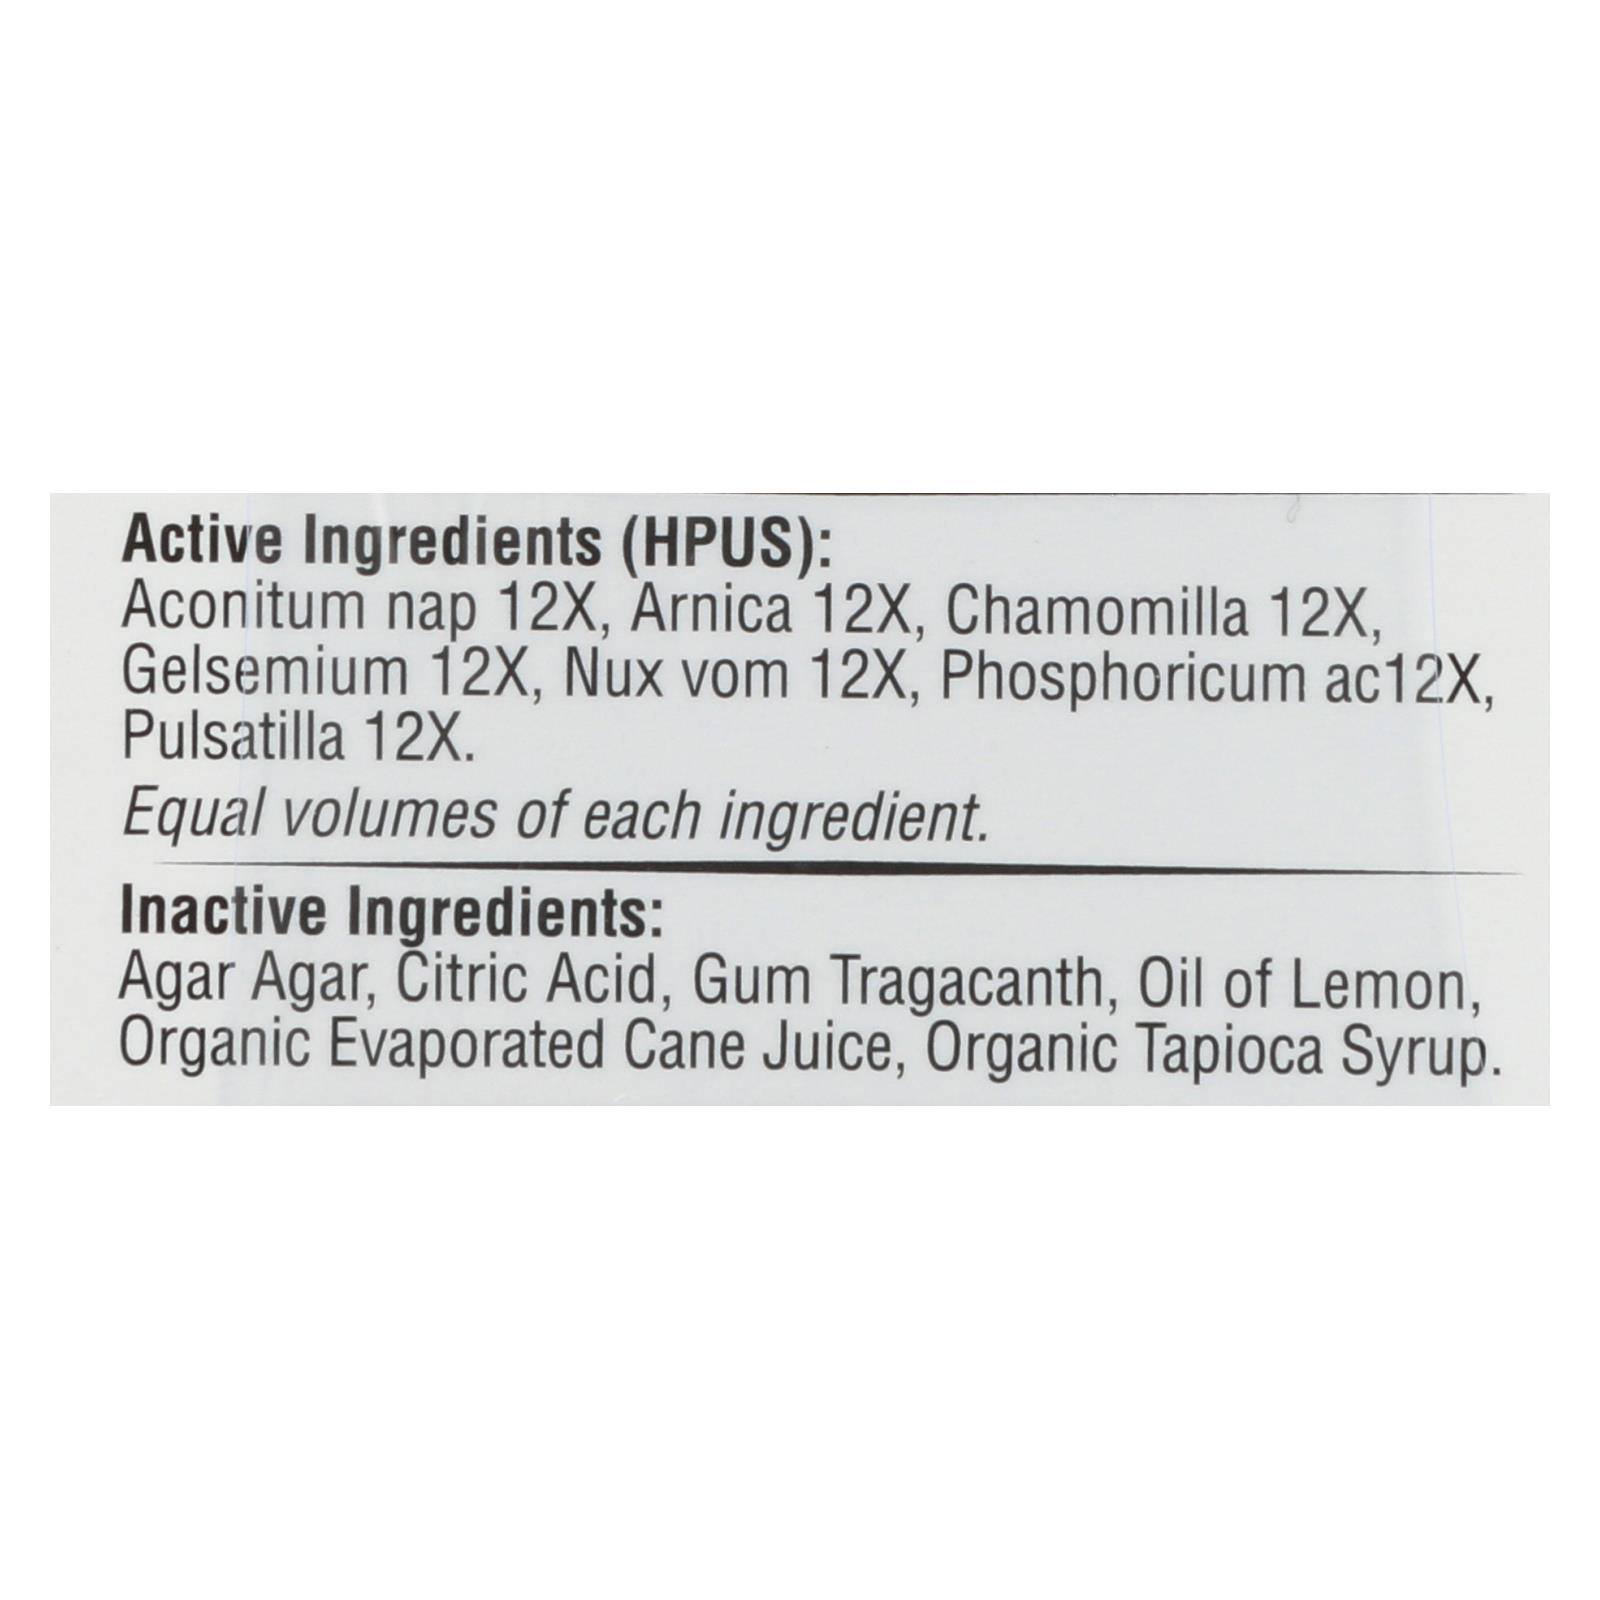 Active Ingredients (HPUS):
Aconitum nap 12X, Arnica 12X, Chamomilla 12X,
Gelsemium 12X, Nux vom 12X, Phosphoricum ac12X,
Pulsatilla 12X.
Equal volumes of each ingredient.
Inactive Ingredients:
Agar Agar, Citric Acid, Gum Tragacanth, Oil of Lemon,
Organic Evaporated Cane Juice, Organic Tapioca Syrup.